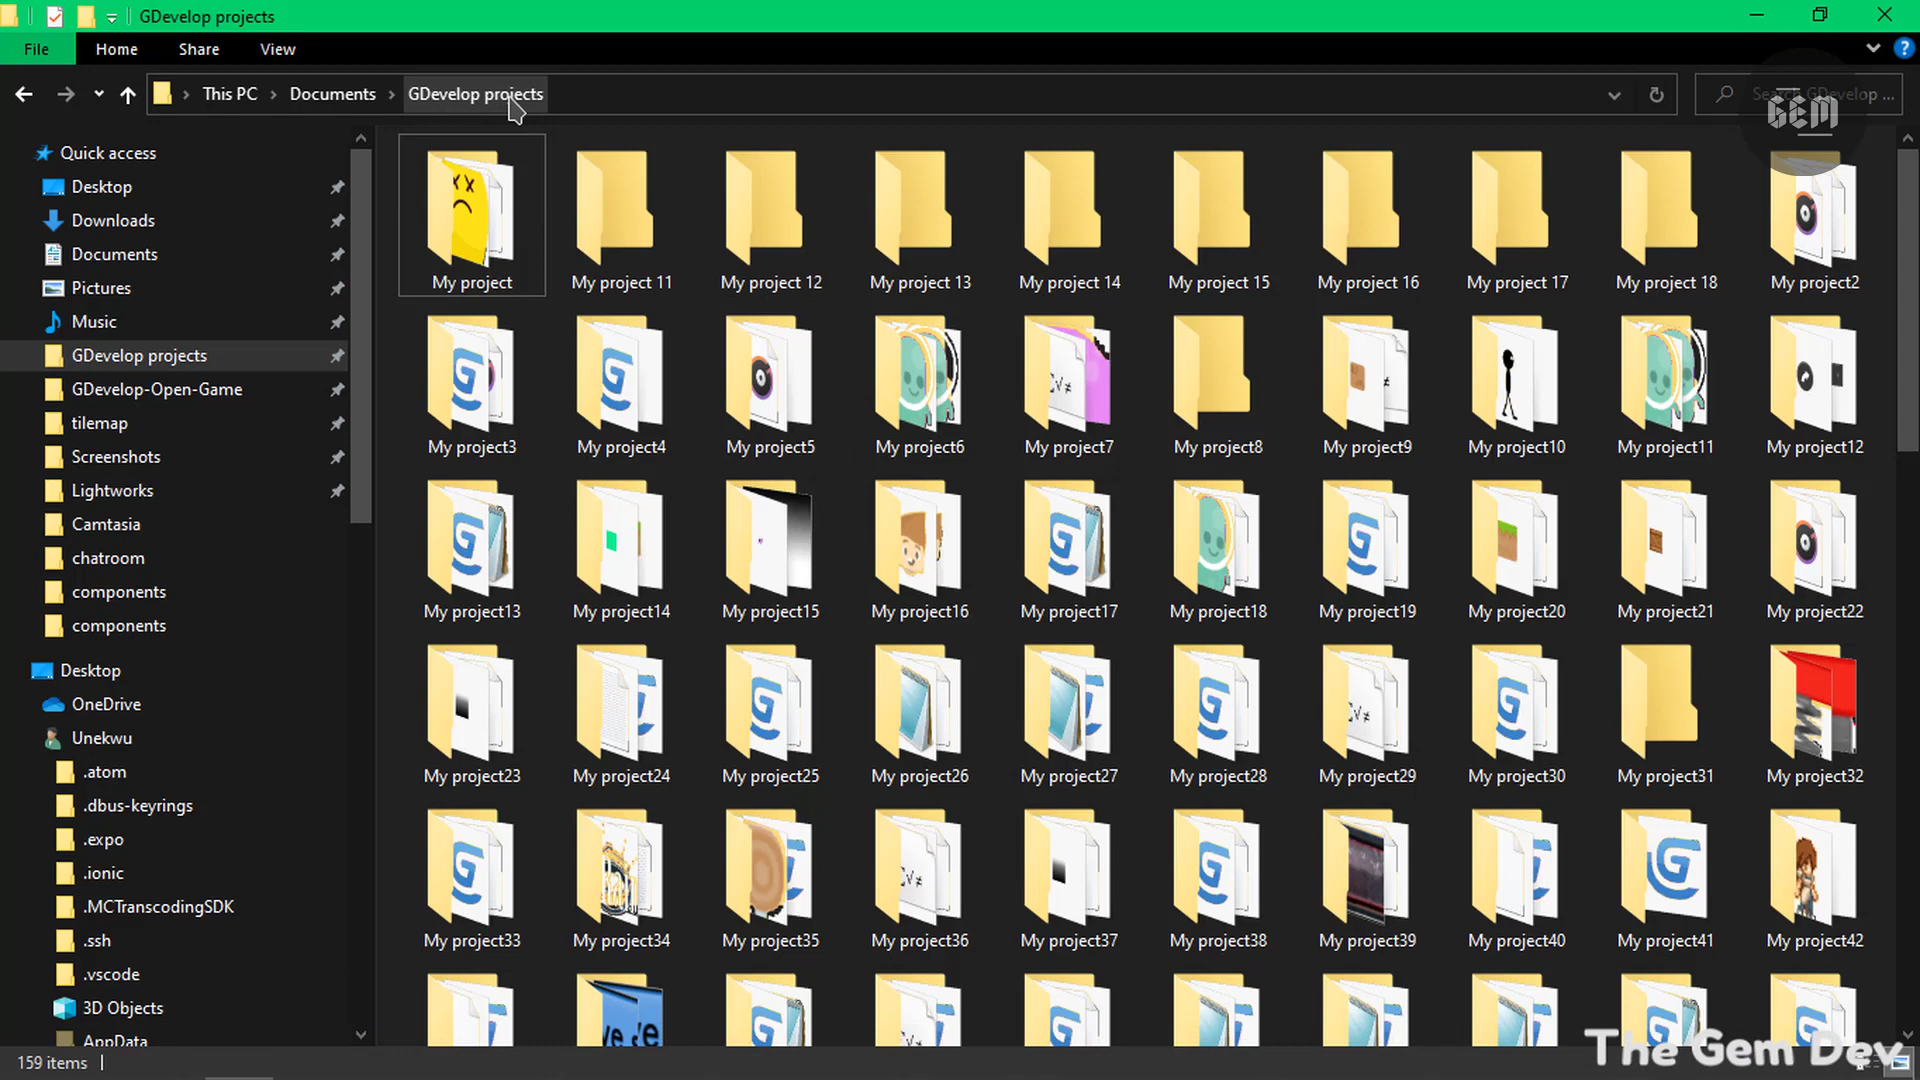 GDevelop projects
File Home Share View
This PC Documents GDevelop projects
Search GDevelop ...
GEM
Quick access
Desktop
Downloads
Documents
Pictures
Music
GDevelop projects
GDevelop-Open-Game
tilemap
Screenshots
Lightworks
Camtasia
chatroom
components
components
Desktop
OneDrive
Unekwu
.atom
.dbus-keyrings
.expo
.ionic
.MCTranscodingSDK
.ssh
.vscode
3D Objects
AppData
My project My project 11 My project 12 My project 13 My project 14 My project 15 My project 16 My project 17 My project 18 My project2
My project3 My project4 My project5 My project6 My project7 My project8 My project9 My project10 My project11 My project12
My project13 My project14 My project15 My project16 My project17 My project18 My project19 My project20 My project21 My project22
My project23 My project24 My project25 My project26 My project27 My project28 My project29 My project30 My project31 My project32
My project33 My project34 My project35 My project36 My project37 My project38 My project39 My project40 My project41 My project42
159 items
The Gem Dev